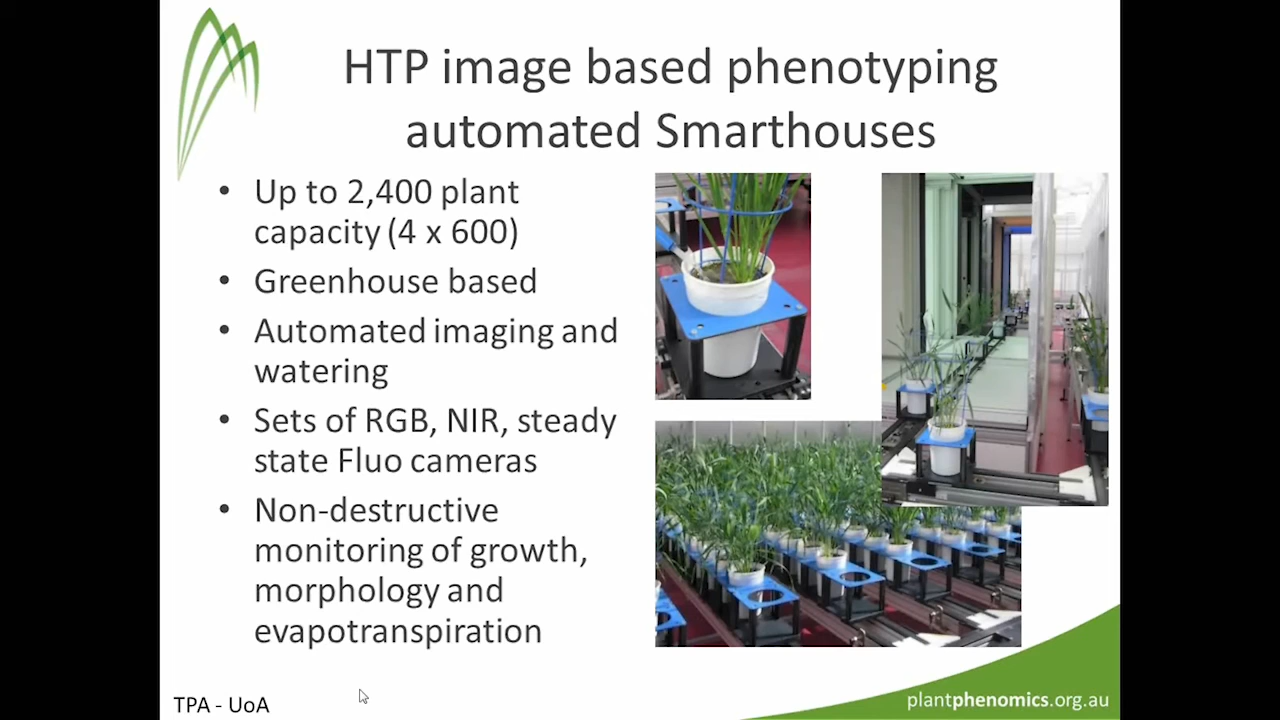 HTP image based phenotyping
automated Smarthouses
• Up to 2,400 plant
capacity (4 x 600)
• Greenhouse based
• Automated imaging and
watering
• Sets of RGB, NIR, steady
state Fluo cameras
• Non-destructive
monitoring of growth,
morphology and
evapotranspiration
TPA - UoA
plantphenomics.org.au